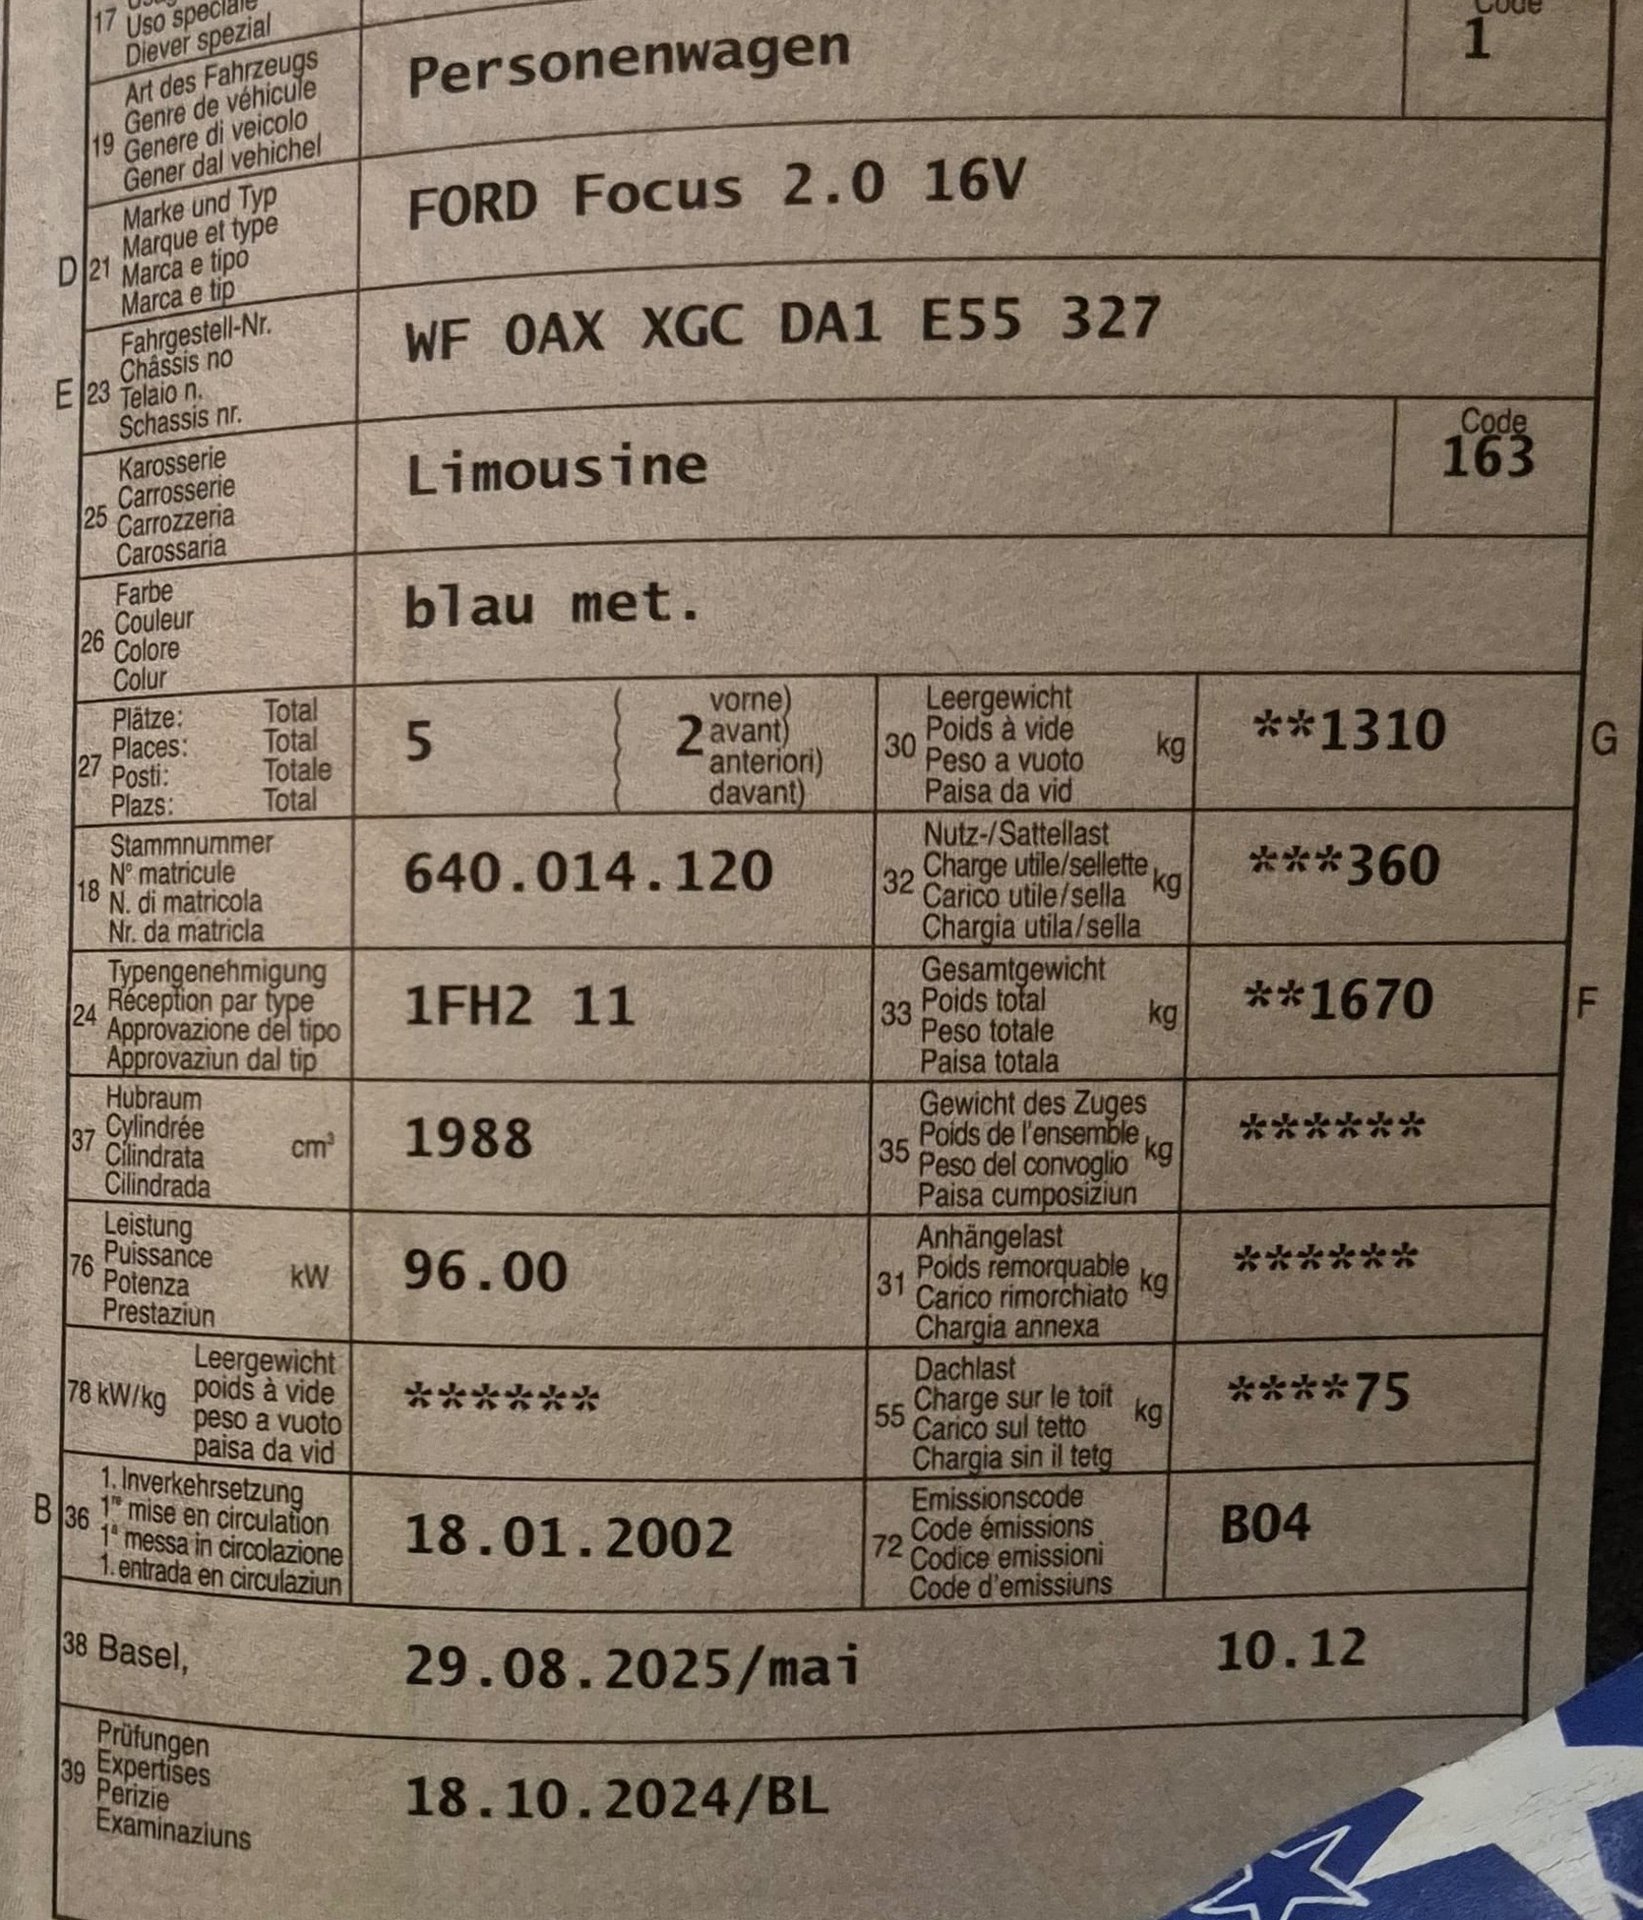 17 Uso speciale
Diever spezial
Code
1
19
Art des Fahrzeugs
Genre de véhicule
Genere di veicolo
Gener dal vehichel
Personenwagen
D 21
Marke und Typ
Marque et type
Marca e tipo
Marca e tip
FORD Focus 2.0 16V
E 23
Fahrgestell-Nr.
Châssis no
Telaio n.
Schassis nr.
WF 0AX XGC DA1 E55 327
25
Karosserie
Carrosserie
Carrozzeria
Carossaria
Limousine
Code
163
26
Farbe
Couleur
Colore
Colur
blau met.
27
Plätze: Total
Places: Total
Posti: Totale
Plazs: Total
5
( 2 vorne)
avant)
anteriori)
davant)
30
Leergewicht
Poids à vide
Peso a vuoto
Paisa da vid
kg
**1310
G
18
Stammnummer
N° matricule
N. di matricola
Nr. da matricla
640.014.120
32
Nutz-/Sattellast
Charge utile/sellette
Carico utile/sella
Chargia utila/sella
kg
***360
24
Typengenehmigung
Réception par type
Approvazione del tipo
Approvaziun dal tip
1FH2 11
33
Gesamtgewicht
Poids total
Peso totale
Paisa totala
kg
**1670
F
37
Hubraum
Cylindrée
Cilindrata
Cilindrada
cm³
1988
35
Gewicht des Zuges
Poids de l'ensemble
Peso del convoglio
Paisa cumposiziun
kg
******
76
Leistung
Puissance
Potenza
Prestaziun
kW
96.00
31
Anhängelast
Poids remorquable
Carico rimorchiato
Chargia annexa
kg
******
78 kW/kg
Leergewicht
poids à vide
peso a vuoto
paisa da vid
******
55
Dachlast
Charge sur le toit
Carico sul tetto
Chargia sin il tetg
kg
****75
B 36
1. Inverkehrsetzung
1re mise en circulation
1a messa in circolazione
1. entrada en circulaziun
18.01.2002
72
Emissionscode
Code émissions
Codice emissioni
Code d'emissiuns
B04
38 Basel,
29.08.2025/mai
10.12
39
Prüfungen
Expertises
Perizie
Examinaziuns
18.10.2024/BL